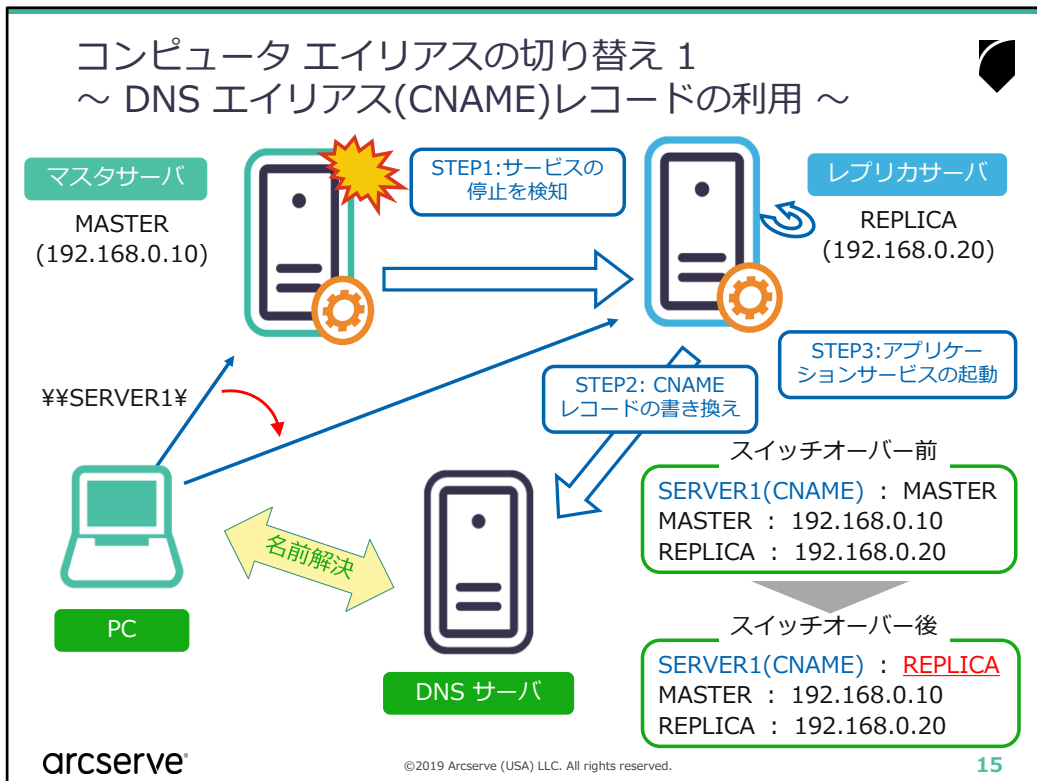 コンピュータ エイリアスの切り替え 1
～ DNS エイリアス(CNAME)レコードの利用 ～
マスタサーバ
MASTER
(192.168.0.10)
STEP1:サービスの
停止を検知
レプリカサーバ
REPLICA
(192.168.0.20)
STEP3:アプリケー
ションサービスの起動
STEP2: CNAME
レコードの書き換え
¥¥SERVER1¥
名前解決
PC
DNS サーバ
スイッチオーバー前
SERVER1(CNAME) : MASTER
MASTER : 192.168.0.10
REPLICA : 192.168.0.20
スイッチオーバー後
SERVER1(CNAME) : REPLICA
MASTER : 192.168.0.10
REPLICA : 192.168.0.20
arcserve®
©2019 Arcserve (USA) LLC. All rights reserved.
15